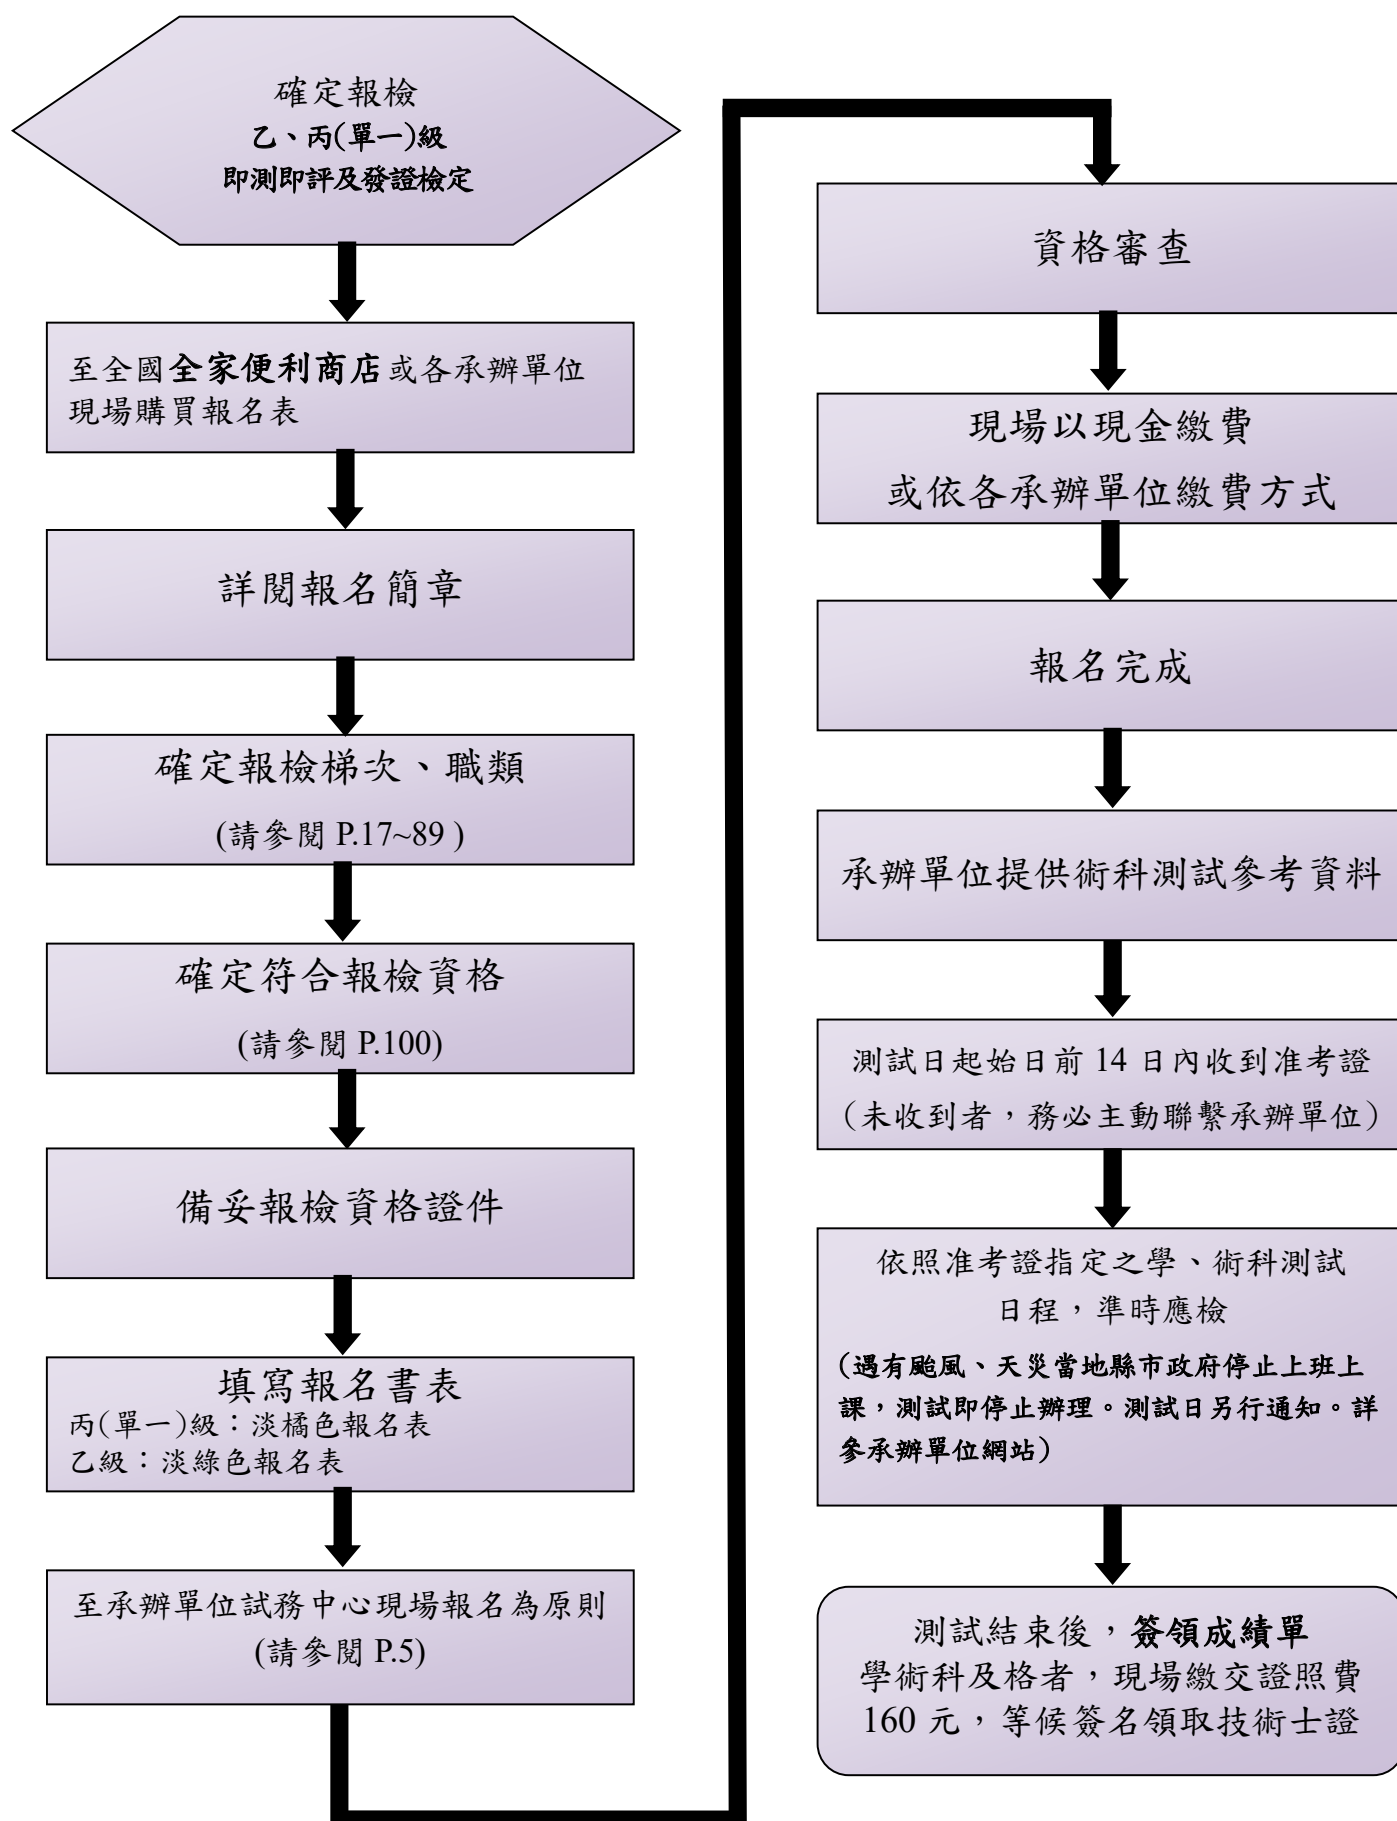 確定報檢
乙、丙(單一)級
即測即評及發證檢定
至全國全家便利商店或各承辦單位
現場購買報名表
詳閱報名簡章
確定報檢梯次、職類
(請參閱 P.17~89 )
確定符合報檢資格
(請參閱 P.100)
備妥報檢資格證件
填寫報名書表
丙(單一)級：淡橘色報名表
乙級：淡綠色報名表
至承辦單位試務中心現場報名為原則
(請參閱 P.5)
資格審查
現場以現金繳費
或依各承辦單位繳費方式
報名完成
承辦單位提供術科測試參考資料
測試日起始日前 14 日內收到准考證
（未收到者，務必主動聯繫承辦單位）
依照准考證指定之學、術科測試
日程，準時應檢
（遇有颱風、天災當地縣市政府停止上班上
課，測試即停止辦理。測試日另行通知。詳
參承辦單位網站）
測試結束後，簽領成績單
學術科及格者，現場繳交證照費
160 元，等候簽名領取技術士證